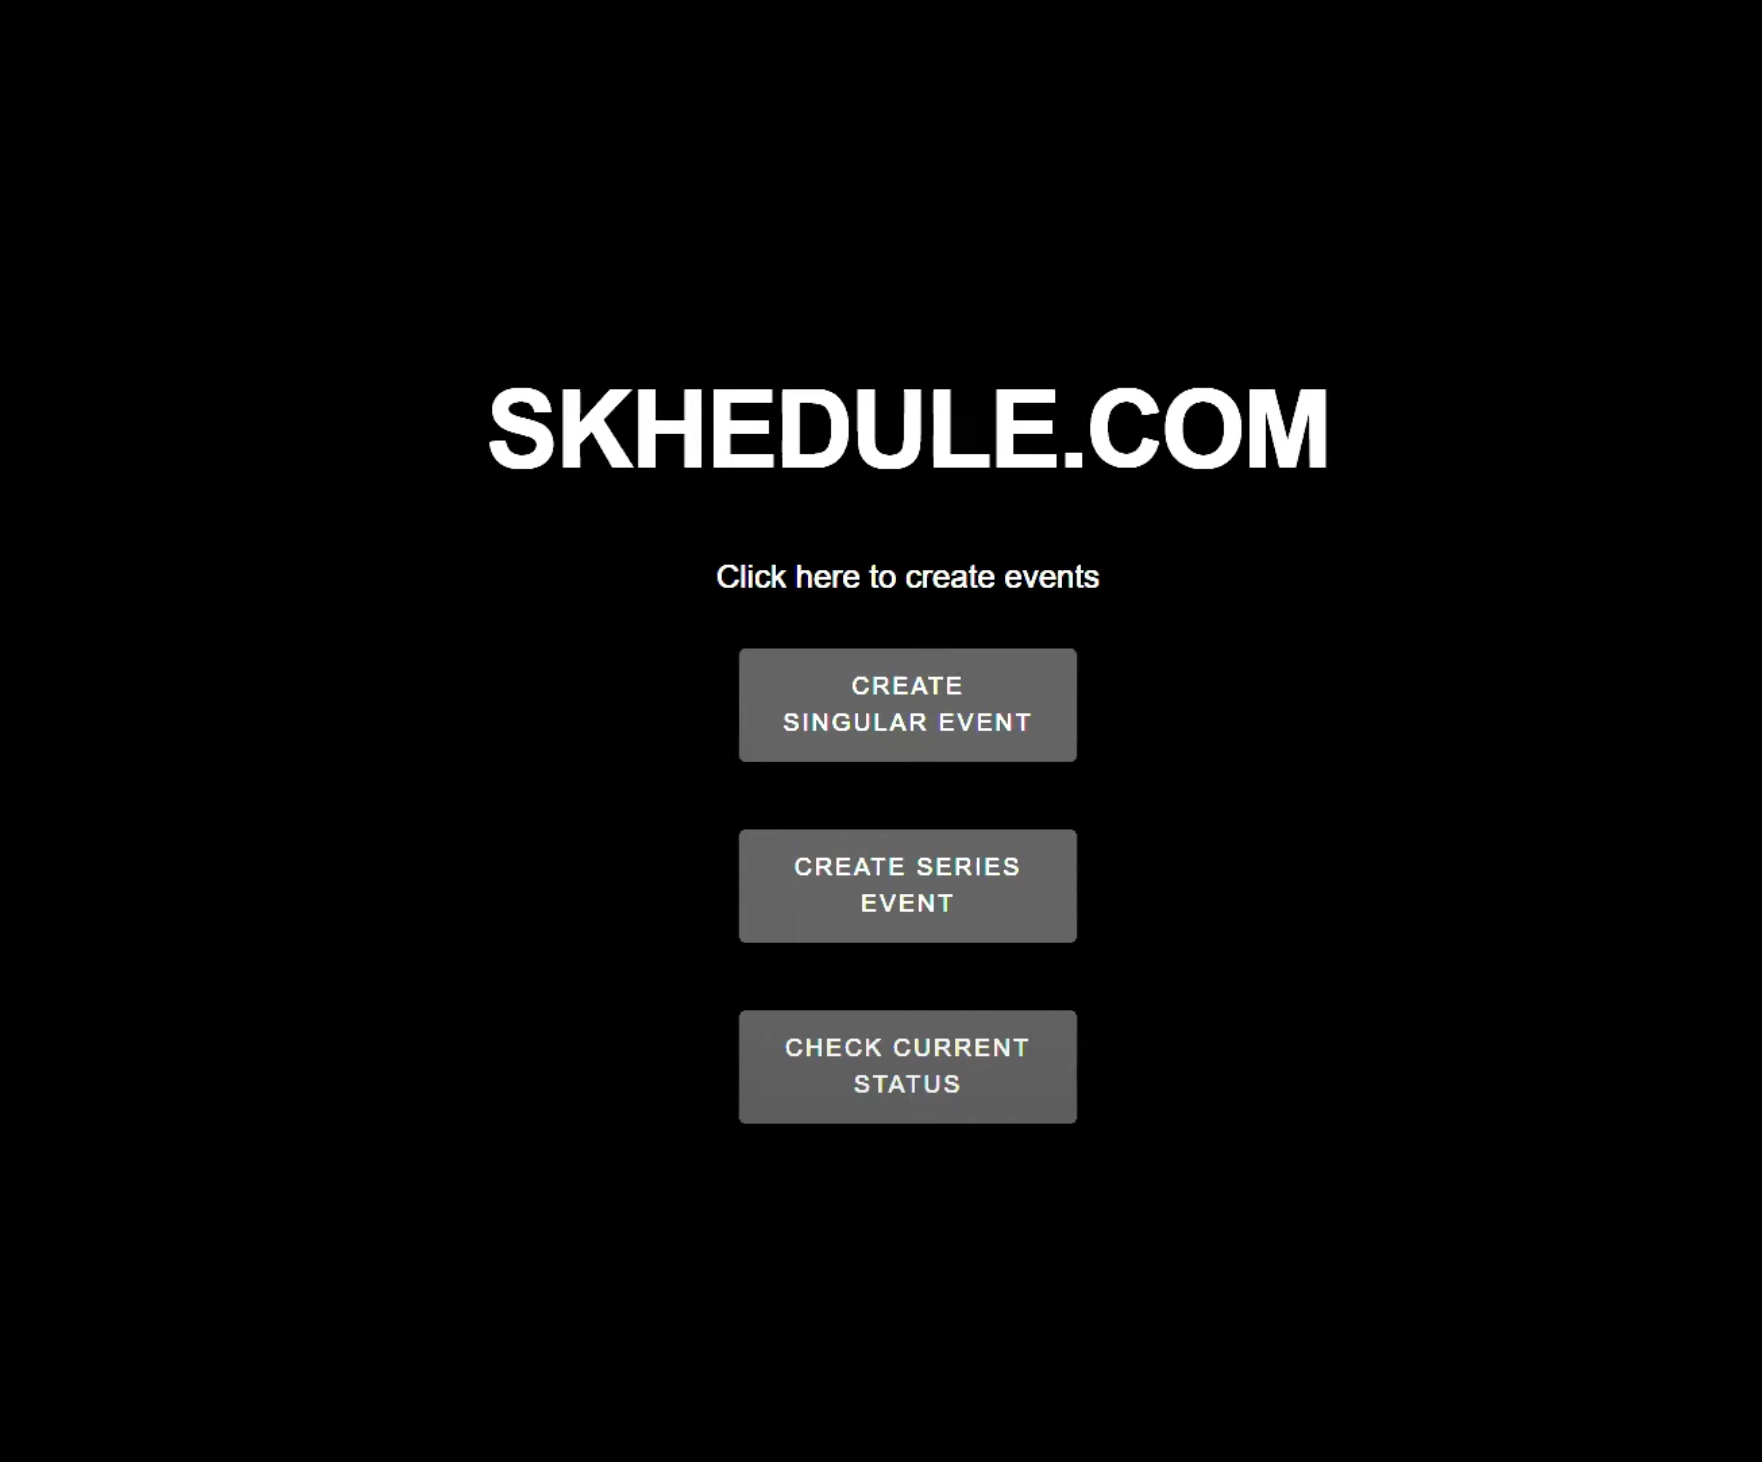 SKHEDULE.COM
Click here to create events
CREATE
SINGULAR EVENT
CREATE SERIES
EVENT
CHECK CURRENT
STATUS